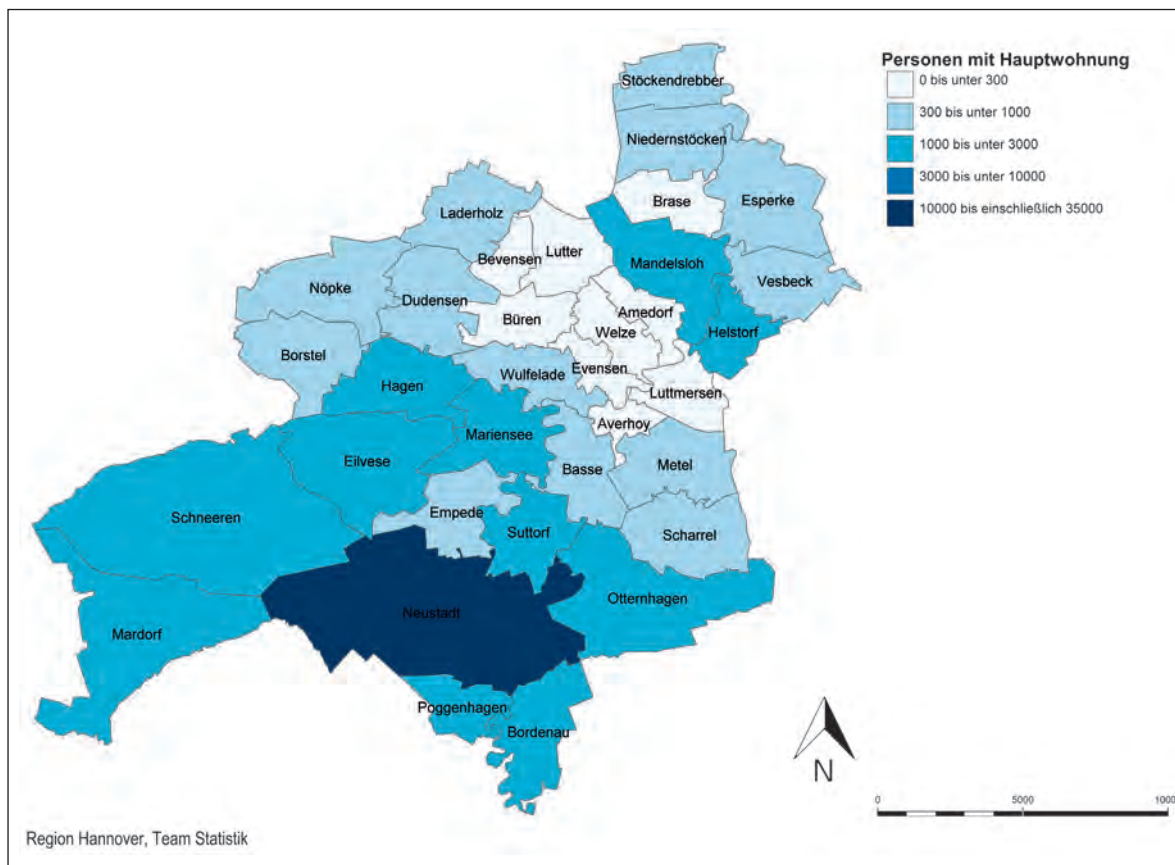 Personen mit Hauptwohnung
0 bis unter 300
300 bis unter 1000
1000 bis unter 3000
3000 bis unter 10000
10000 bis einschließlich 35000
Stöckendrebber
Niedernstöcken
Brase
Esperke
Laderholz
Lutter
Bevensen
Mandelsloh
Vesbeck
Nöpke
Dudensen
Amedorf
Büren
Welze
Helstorf
Borstel
Evensen
Wulfelade
Hagen
Luttmersen
Averhoy
Mariensee
Eilvese
Basse
Metel
Empede
Schneeren
Suttorf
Scharrel
Otternhagen
Neustadt
Mardorf
Poggenhagen
Bordenau
N
0 5000 1000
Region Hannover, Team Statistik